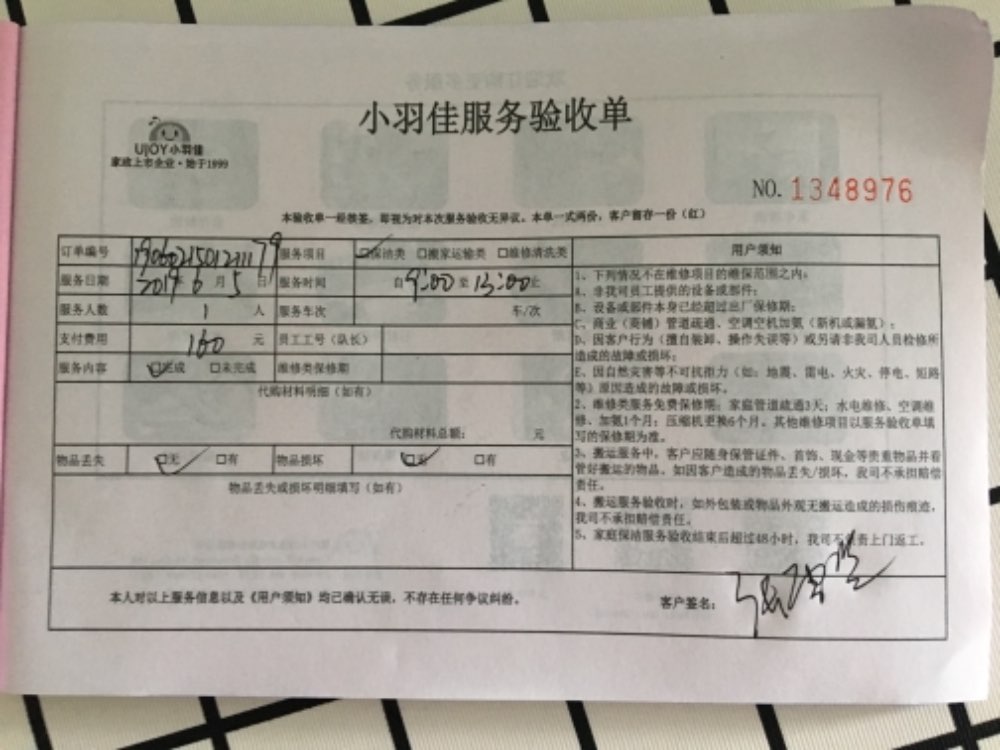 小羽佳服务验收单
UJOY小羽佳
家政上市企业·始于1999
NO. 1348976
本验收单一经接签，即视为对本次服务验收无异议。本单一式两份，客户留存一份（红）
订单编号 服务项目 □保洁类 □搬家运输类 □维修清洗类
服务日期 2019 6 月 5 日 服务时间 自 9:00 至 13:00 止
服务人数 1 人 服务车次 车/次
支付费用 160 元 员工工号（队长）
服务内容 □完成 □未完成 维修类保修期
代购材料明细（如有）
代购材料总额： 元
物品丢失 □无 □有 物品损坏 □无 □有
物品丢失或损坏明细填写（如有）
用户须知
1、下列情况不在维修项目的维保范围之内：
A、非我司员工提供的设备或部件；
B、设备或部件本身已经超过出厂保修期；
C、商业（商铺）管道疏通、空调空机加氨（新机或漏氨）；
D、因客户行为（擅自装卸、操作失误等）或另请非我司人员检修所
造成的故障或损坏；
E、因自然灾害等不可抗拒力（如：地震、雷电、火灾、停电、短路
等）原因造成的故障或损坏。
2、维修类服务免费保修期：家庭管道疏通3天；水电维修、空调维
修、加氨1个月；压缩机更换6个月。其他维修项目以服务验收单填
写的保修期为准。
3、搬运服务中，客户应随身保管证件、首饰、现金等贵重物品并看
管好搬运的物品。如因客户造成的物品丢失/损坏，我司不承担赔偿
责任。
4、搬运服务验收时，如外包装或物品外观无搬运造成的损伤痕迹，
我司不承担赔偿责任。
5、家庭保洁服务验收结束后超过48小时，我司不负责上门返工。
本人对以上服务信息以及《用户须知》均已确认无误，不存在任何争议纠纷。
客户签名：